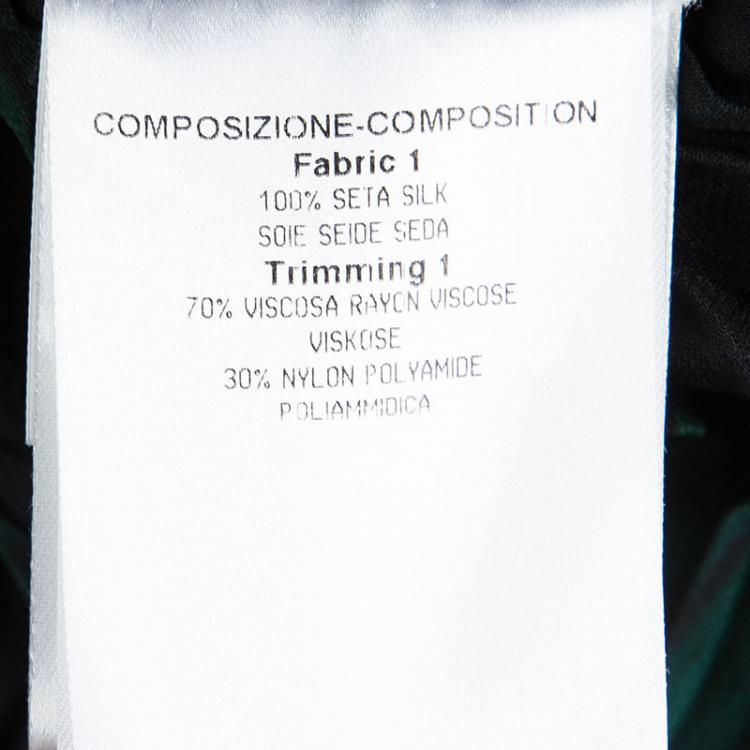 COMPOSIZIONE-COMPOSITION
Fabric 1
100% SETA SILK
SOIE SEIDE SEDA
Trimming 1
70% VISCOSA RAYON VISCOSE
VISKOSE
30% NYLON POLYAMIDE
POLIAMMIDICA